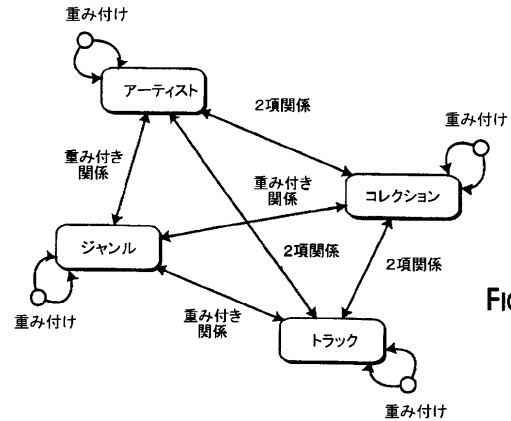 重み付け
アーティスト
2項関係
重み付け
重み付き
関係
重み付き
関係
コレクション
ジャンル
2項関係
2項関係
重み付け
重み付き
関係
トラック
重み付け